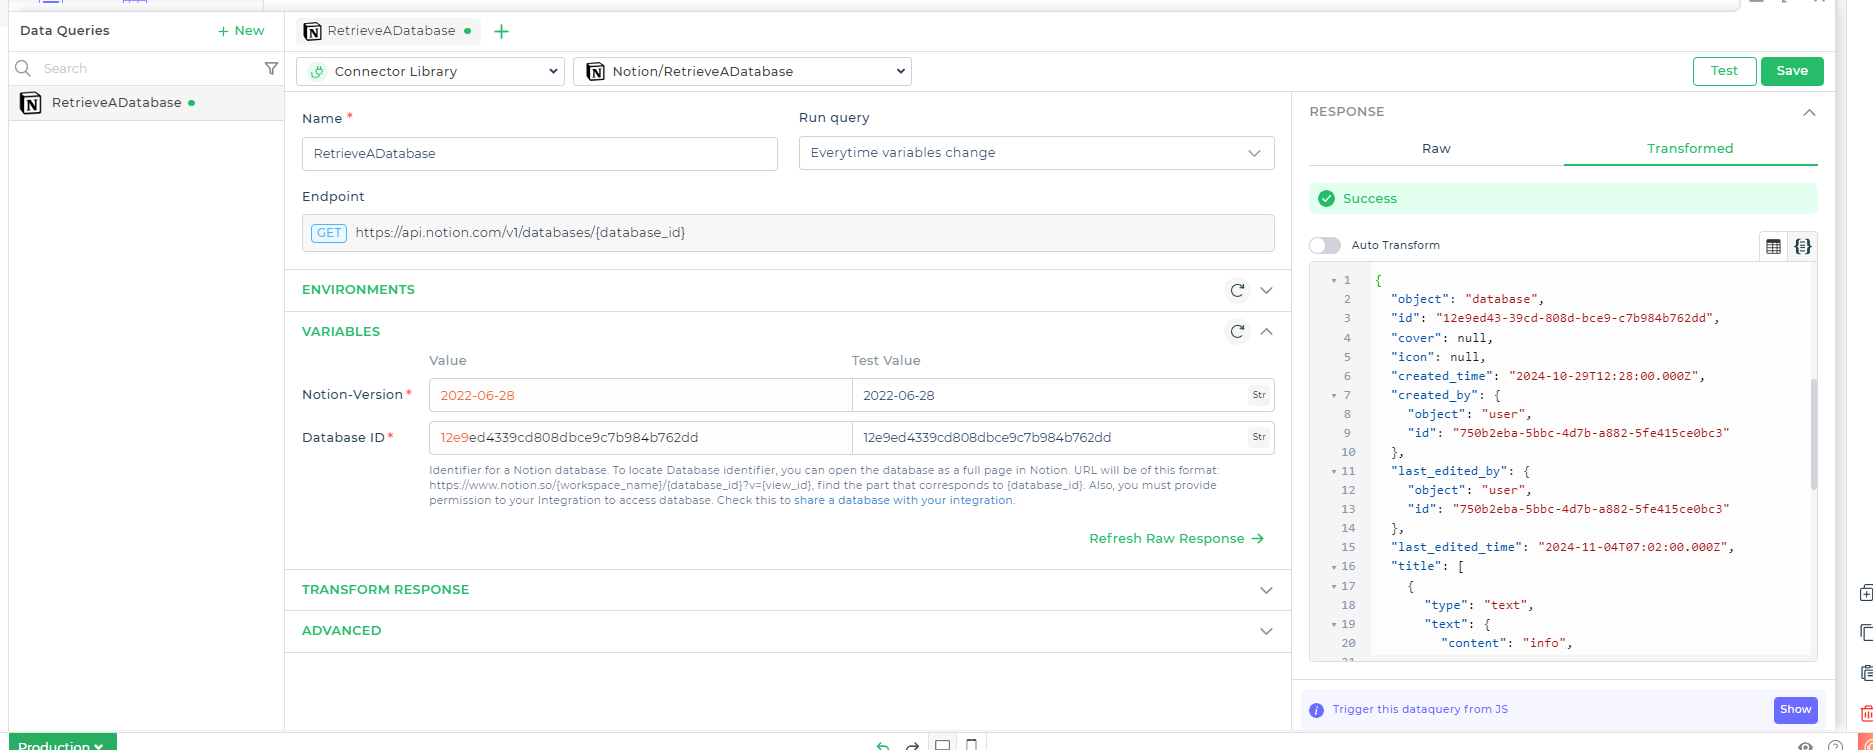 Data Queries
+ New
RetrieveADatabase
Search
Connector Library
Notion/RetrieveADatabase
Test
Save
RetrieveADatabase
Name *
Run query
RetrieveADatabase
Everytime variables change
Endpoint
GET https://api.notion.com/v1/databases/{database_id}
ENVIRONMENTS
VARIABLES
Value
Test Value
Notion-Version *
2022-06-28
2022-06-28
Str
Database ID *
12e9ed4339cd808dbce9c7b984b762dd
12e9ed4339cd808dbce9c7b984b762dd
Str
Identifier for a Notion database. To locate Database identifier, you can open the database as a full page in Notion. URL will be of this format:
https://www.notion.so/{workspace_name}/{database_id}?v={view_id}, find the part that corresponds to {database_id}. Also, you must provide
permission to your Integration to access database. Check this to share a database with your integration.
Refresh Raw Response
TRANSFORM RESPONSE
ADVANCED
RESPONSE
Raw
Transformed
Success
Auto Transform
1 {
2 "object": "database",
3 "id": "12e9ed43-39cd-808d-bce9-c7b984b762dd",
4 "cover": null,
5 "icon": null,
6 "created_time": "2024-10-29T12:28:00.000Z",
7 "created_by": {
8 "object": "user",
9 "id": "750b2eba-5bbc-4d7b-a882-5fe415ce0bc3"
10 },
11 "last_edited_by": {
12 "object": "user",
13 "id": "750b2eba-5bbc-4d7b-a882-5fe415ce0bc3"
14 },
15 "last_edited_time": "2024-11-04T07:02:00.000Z",
16 "title": [
17 {
18 "type": "text",
19 "text": {
20 "content": "info",
21
Trigger this dataquery from JS
Show
Production